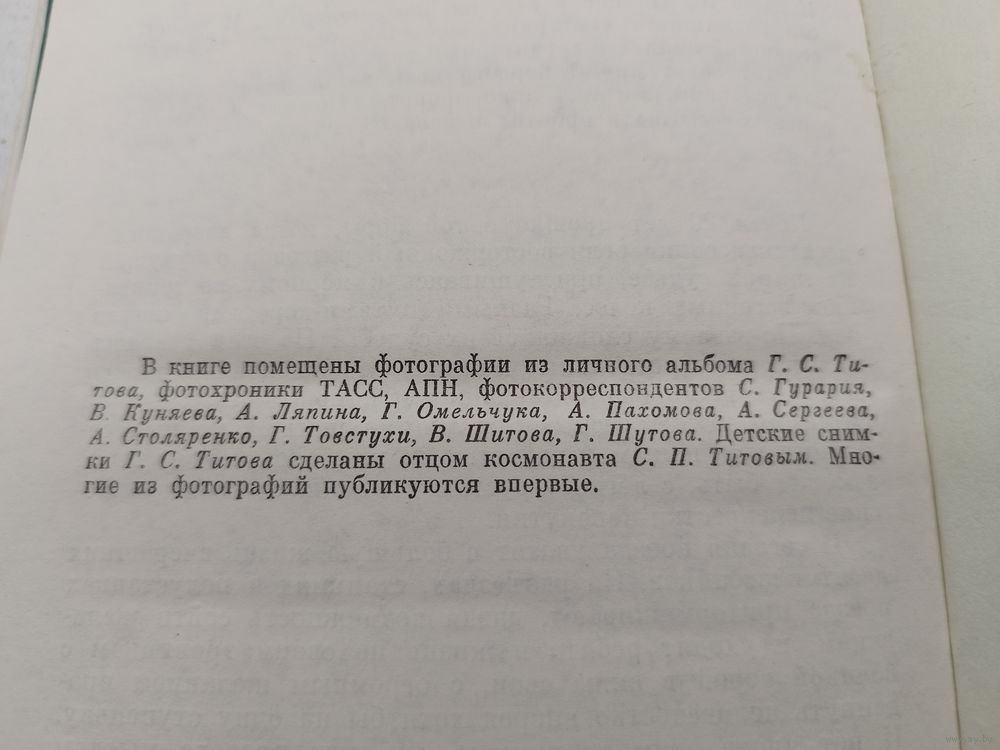 В книге помещены фотографии из личного альбома Г. С. Ти-
това, фотохроники ТАСС, АПН, фотокорреспондентов С. Гурария,
В. Куняева, А. Ляпина, Г. Омельчука, А. Пахомова, А. Сергеева,
А. Столяренко, Г. Товстухи, В. Шитова, Г. Шутова. Детские сним-
ки Г. С. Титова сделаны отцом космонавта С. П. Титовым. Мно-
гие из фотографий публикуются впервые.